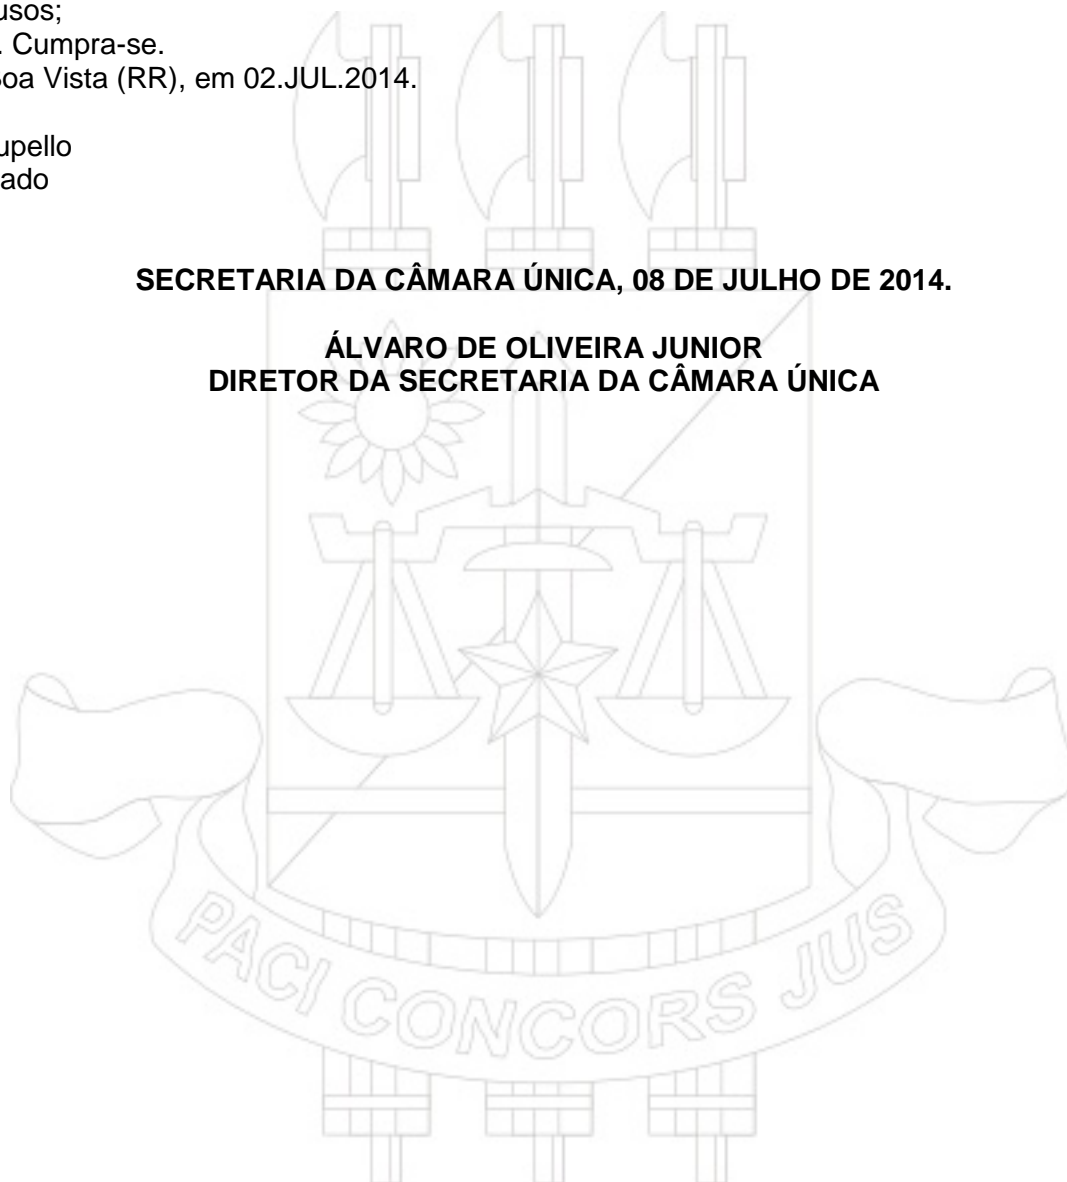 usos;
. Cumpra-se.
oa Vista (RR), em 02.JUL.2014.
upello
ado
SECRETARIA DA CÂMARA ÚNICA, 08 DE JULHO DE 2014.
ÁLVARO DE OLIVEIRA JUNIOR
DIRETOR DA SECRETARIA DA CÂMARA ÚNICA
PACI CONCORS JUS